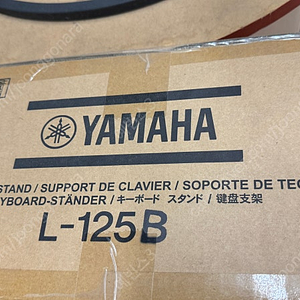 YAMAHA
STAND / SUPPORT DE CLAVIER / SOPORTE DE TEC
EYBOARD-STÄNDER / キーボード スタンド / 键盘支架
L-125B